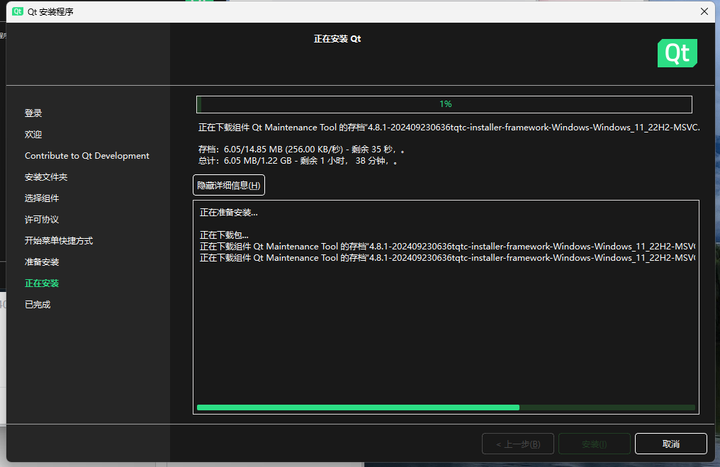 Qt 安装程序
正在安装 Qt
Qt
登录
欢迎
Contribute to Qt Development
安装文件夹
选择组件
许可协议
开始菜单快捷方式
准备安装
正在安装
已完成
1%
正在下载组件 Qt Maintenance Tool 的存档"4.8.1-202409230636tqtc-installer-framework-Windows-Windows_11_22H2-MSVC.
存档：6.05/14.85 MB (256.00 KB/秒) - 剩余 35 秒，。
总计：6.05 MB/1.22 GB - 剩余 1 小时， 38 分钟，。
隐藏详细信息(H)
正在准备安装...
正在下载包...
正在下载组件 Qt Maintenance Tool 的存档"4.8.1-202409230636tqtc-installer-framework-Windows-Windows_11_22H2-MSV
正在下载组件 Qt Maintenance Tool 的存档"4.8.1-202409230636tqtc-installer-framework-Windows-Windows_11_22H2-MSV
< 上一步(B)
安装(I)
取消